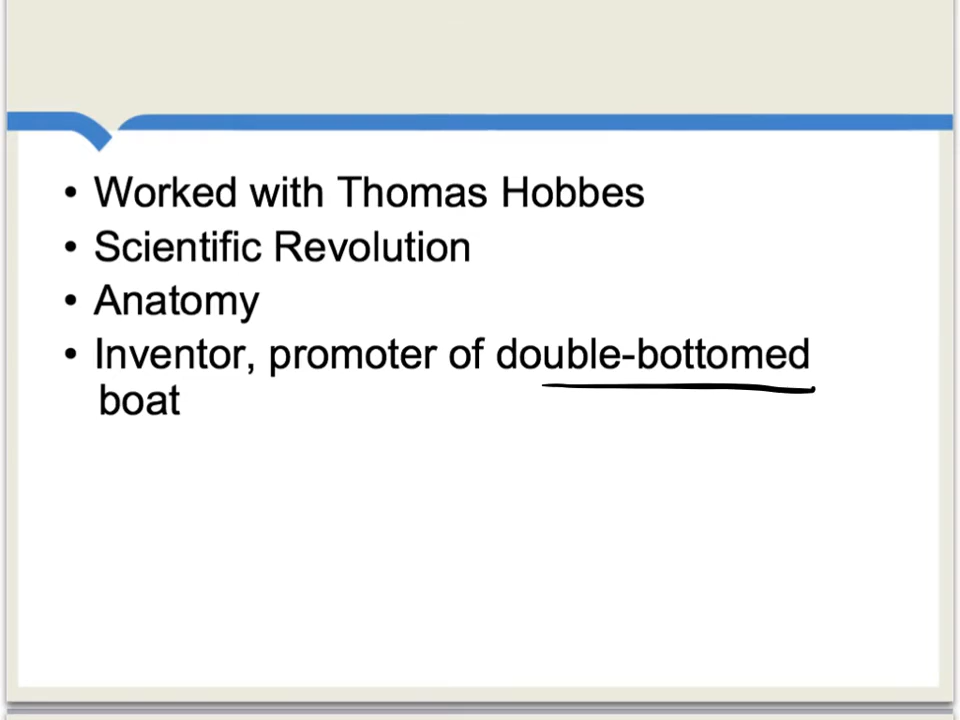 • Worked with Thomas Hobbes
• Scientific Revolution
• Anatomy
• Inventor, promoter of double-bottomed
boat